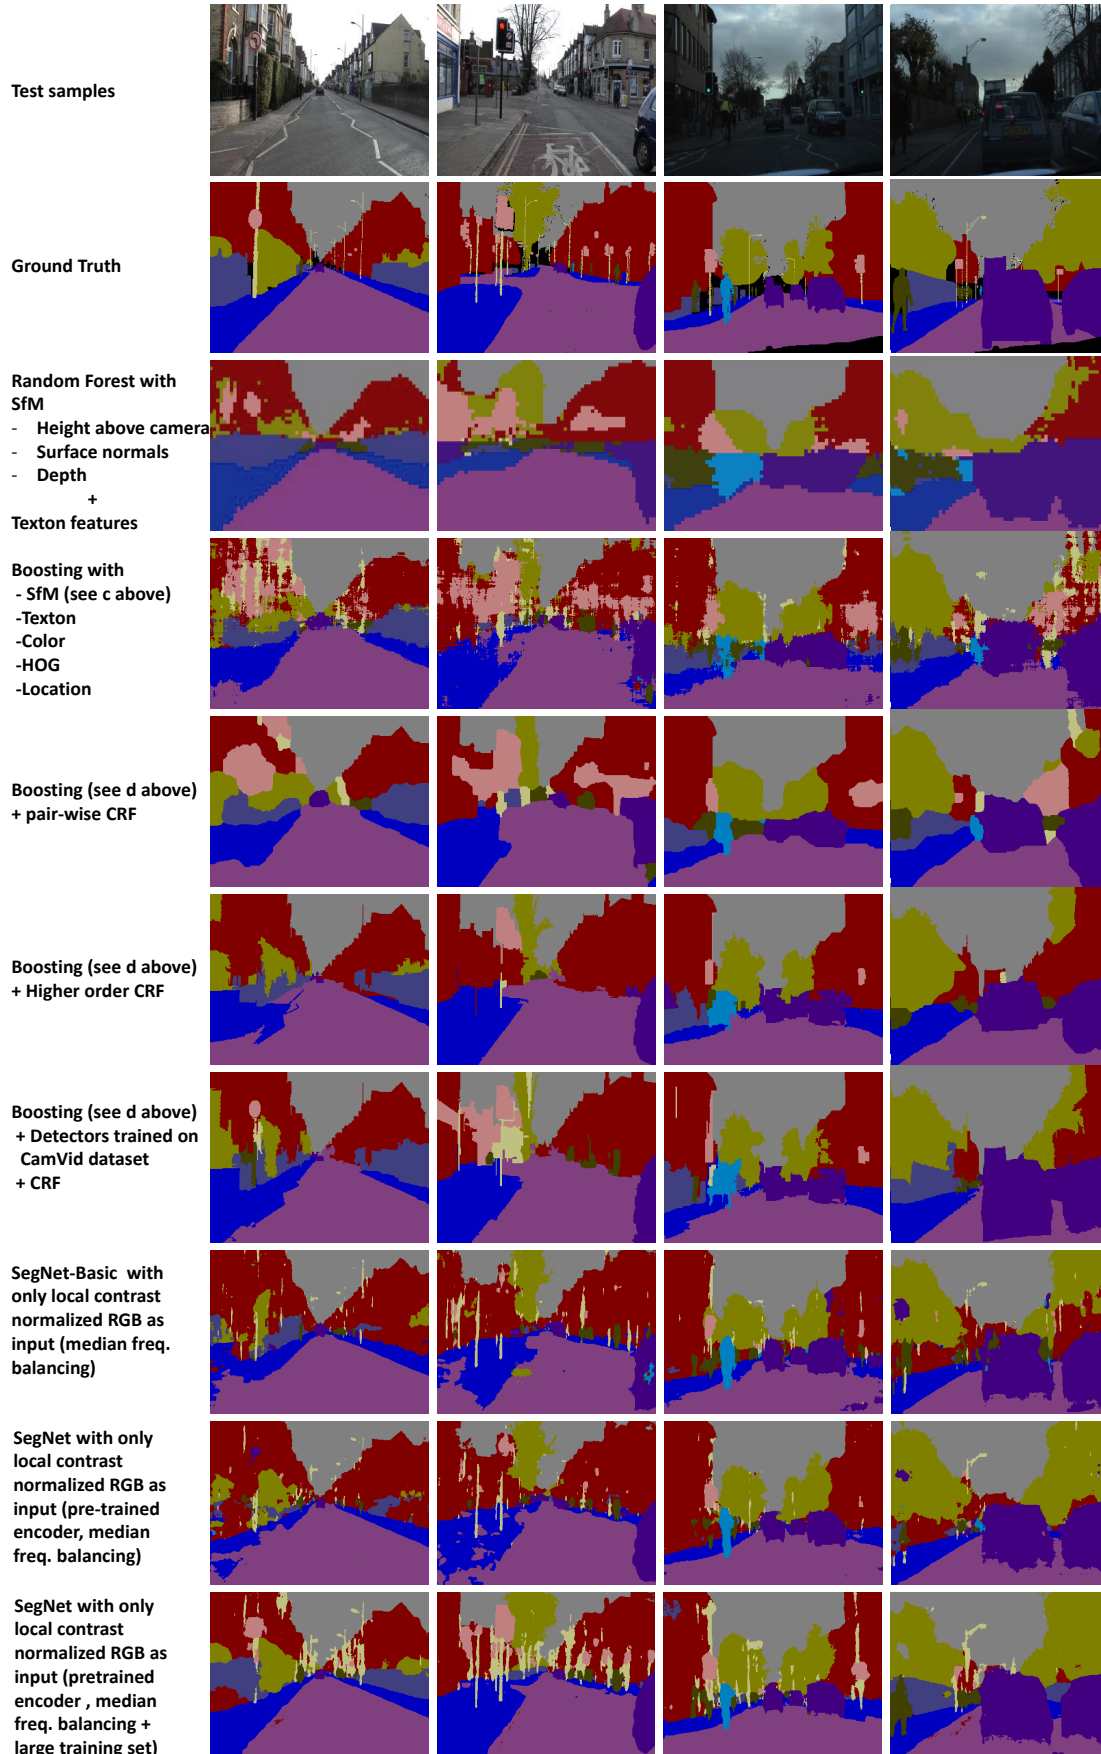 Test samples
Ground Truth
Random Forest with
SfM
- Height above camera
- Surface normals
- Depth
+
Texton features
Boosting with
- SfM (see c above)
-Texton
-Color
-HOG
-Location
Boosting (see d above)
+ pair-wise CRF
Boosting (see d above)
+ Higher order CRF
Boosting (see d above)
+ Detectors trained on
CamVid dataset
+ CRF
SegNet-Basic with
only local contrast
normalized RGB as
input (median freq.
balancing)
SegNet with only
local contrast
normalized RGB as
input (pre-trained
encoder, median
freq. balancing)
SegNet with only
local contrast
normalized RGB as
input (pretrained
encoder , median
freq. balancing +
large training set)